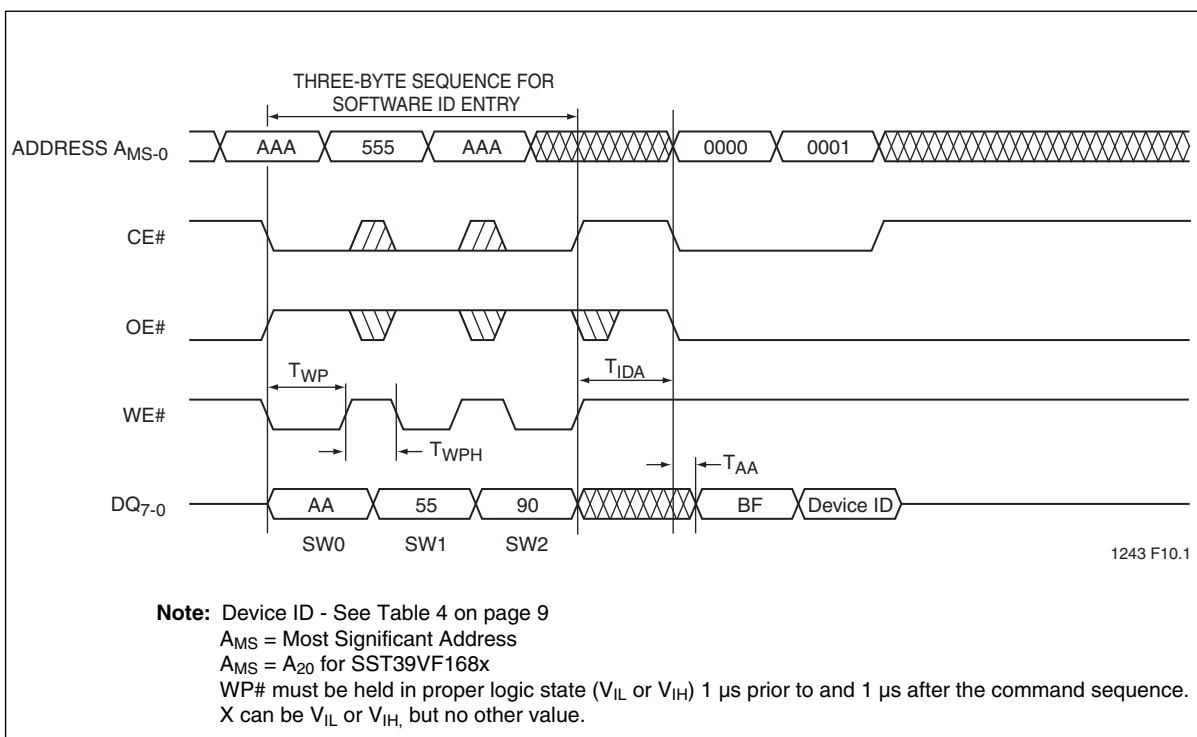 THREE-BYTE SEQUENCE FOR
SOFTWARE ID ENTRY
ADDRESS AMS-0
AAA 555 AAA 0000 0001
CE#
OE#
TWP TIDA
WE#
TWPH TAA
DQ7-0
AA 55 90 BF Device ID
SW0 SW1 SW2
1243 F10.1
Note: Device ID - See Table 4 on page 9
AMS = Most Significant Address
AMS = A20 for SST39VF168x
WP# must be held in proper logic state (VIL or VIH) 1 µs prior to and 1 µs after the command sequence.
X can be VIL or VIH, but no other value.